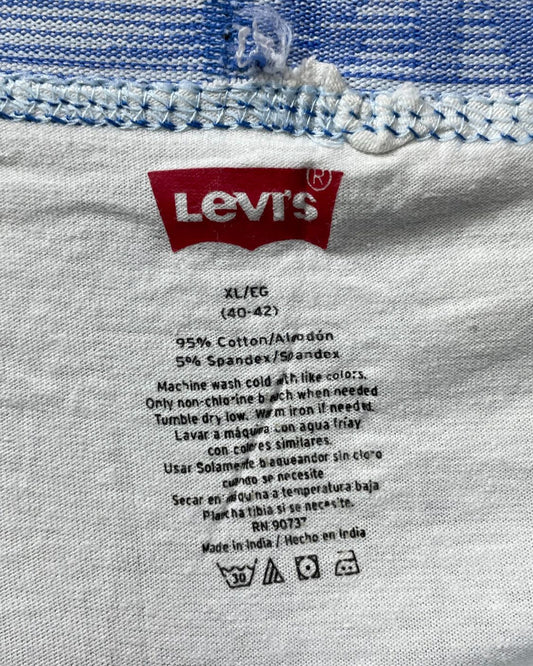 Levi's ®
XL/EG
(40-42)
95% Cotton/Algodón
5% Spandex/Spandex
Machine wash cold with like colors.
Only non-chlorine bleach when needed
Tumble dry low. Warm iron if needed.
Lavar a máquina con agua fríay
con colores similares.
Usar Solamente blaqueandor sin cloro
cuando se necesite
Secar en máquina a temperatura baja
Plancha tibia si se necesite.
RN 90737
Made in India / Hecho en India
30